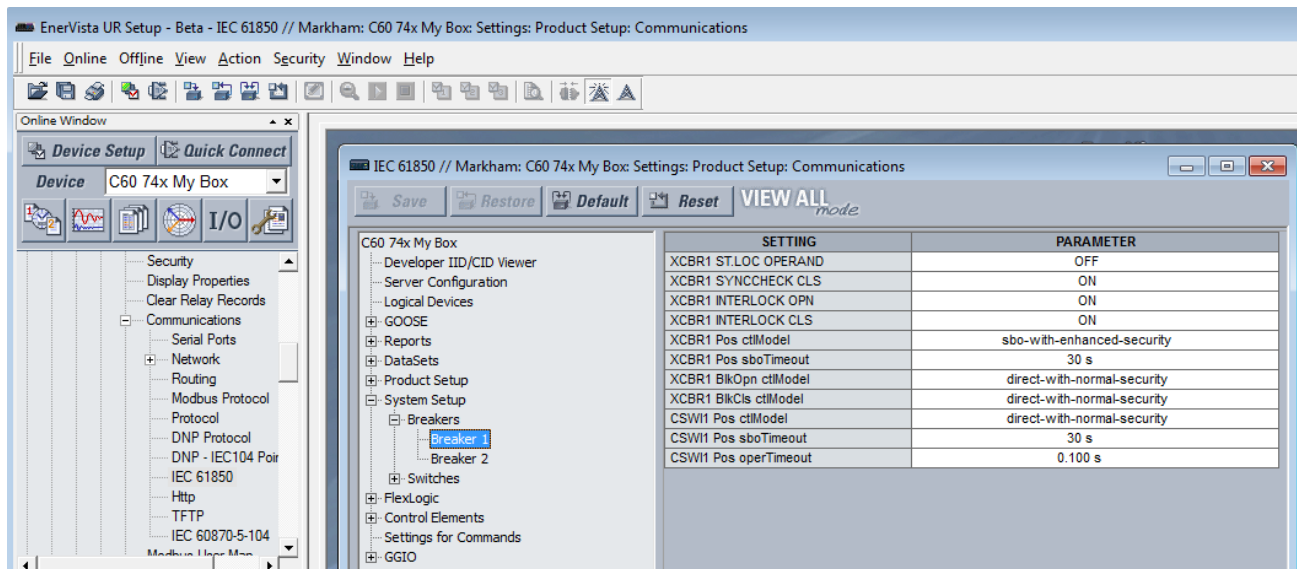 EnerVista UR Setup - Beta - IEC 61850 // Markham: C60 74x My Box: Settings: Product Setup: Communications
File Online Offline View Action Security Window Help
Online Window
Device Setup Quick Connect
Device C60 74x My Box
I/O
Security
Display Properties
Clear Relay Records
Communications
Serial Ports
Network
Routing
Modbus Protocol
Protocol
DNP Protocol
DNP - IEC104 Poir
IEC 61850
Http
TFTP
IEC 60870-5-104
Modbus User Map
IEC 61850 // Markham: C60 74x My Box: Settings: Product Setup: Communications
Save Restore Default Reset VIEW ALL mode
C60 74x My Box
Developer IID/CID Viewer
Server Configuration
Logical Devices
GOOSE
Reports
DataSets
Product Setup
System Setup
Breakers
Breaker 1
Breaker 2
Switches
FlexLogic
Control Elements
Settings for Commands
GGIO
SETTING PARAMETER
XCBR1 ST.LOC OPERAND OFF
XCBR1 SYNCCHECK CLS ON
XCBR1 INTERLOCK OPN ON
XCBR1 INTERLOCK CLS ON
XCBR1 Pos ctlModel sbo-with-enhanced-security
XCBR1 Pos sboTimeout 30 s
XCBR1 BlkOpn ctlModel direct-with-normal-security
XCBR1 BlkCls ctlModel direct-with-normal-security
CSWI1 Pos ctlModel direct-with-normal-security
CSWI1 Pos sboTimeout 30 s
CSWI1 Pos operTimeout 0.100 s